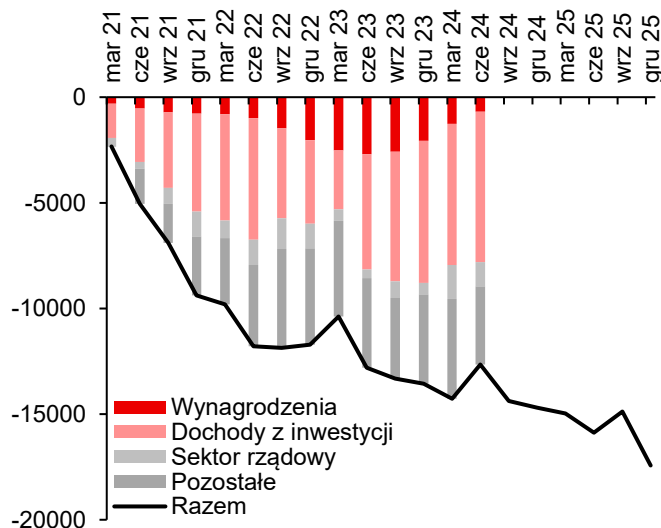 mar 21
cze 21
wrz 21
gru 21
mar 22
cze 22
wrz 22
gru 22
mar 23
cze 23
wrz 23
gru 23
mar 24
cze 24
wrz 24
gru 24
mar 25
cze 25
wrz 25
gru 25
0
-5000
-10000
-15000
-20000
Wynagrodzenia
Dochody z inwestycji
Sektor rządowy
Pozostałe
Razem